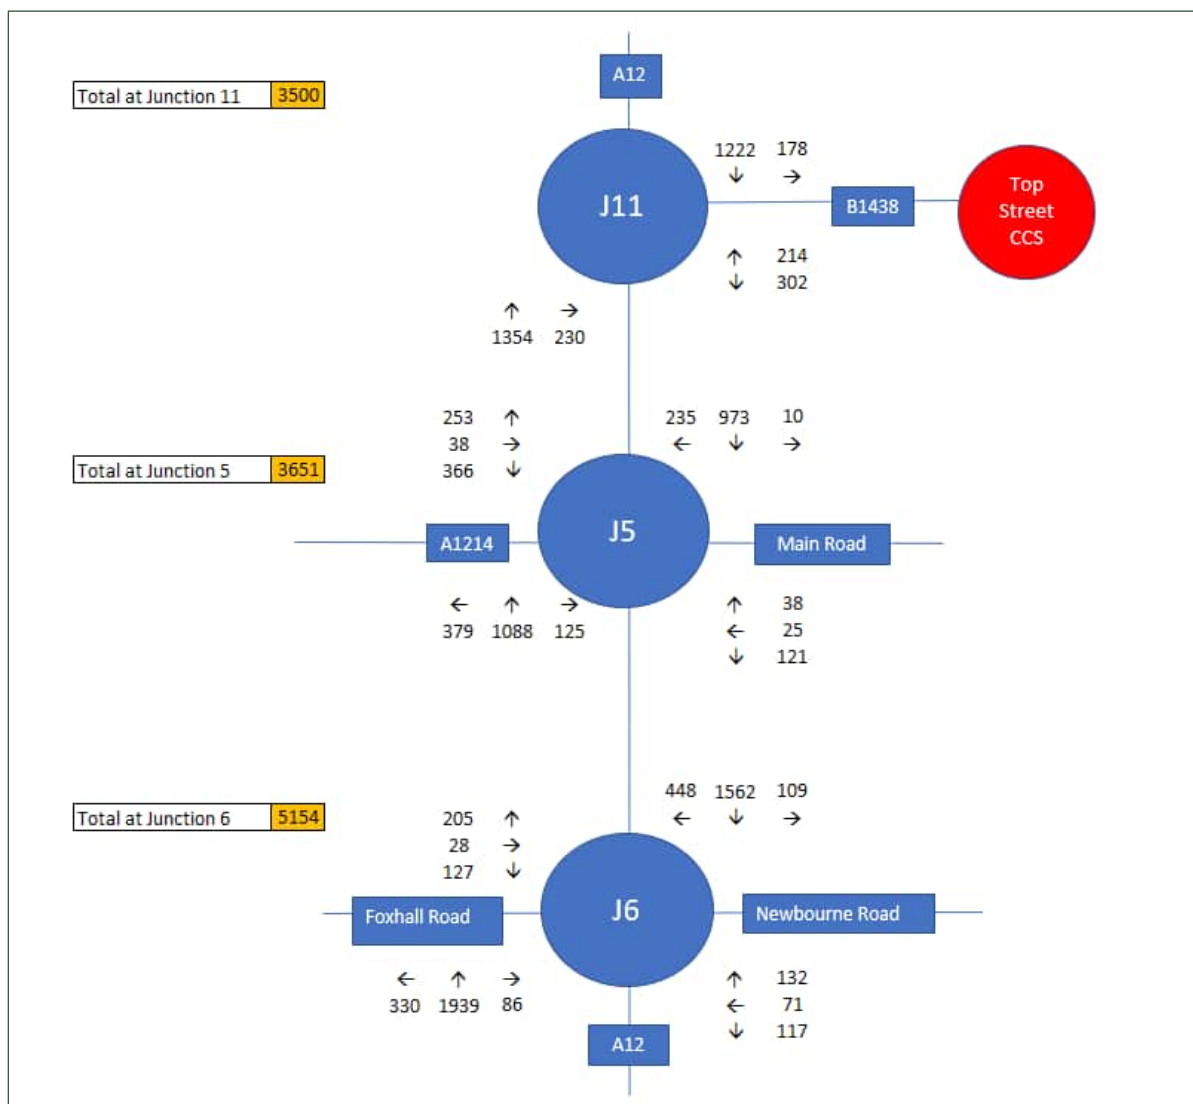 A12
Total at Junction 11 3500
1222 178
↓ →
J11
B1438
Top
Street
CCS
↑ 214
↓ 302
↑ →
1354 230
253 ↑
38 →
366 ↓
235 973 10
← ↓ →
Total at Junction 5 3651
J5
A1214
Main Road
← ↑ →
379 1088 125
↑ 38
← 25
↓ 121
448 1562 109
← ↓ →
Total at Junction 6 5154
205 ↑
28 →
127 ↓
J6
Foxhall Road
Newbourne Road
← ↑ →
330 1939 86
↑ 132
← 71
↓ 117
A12